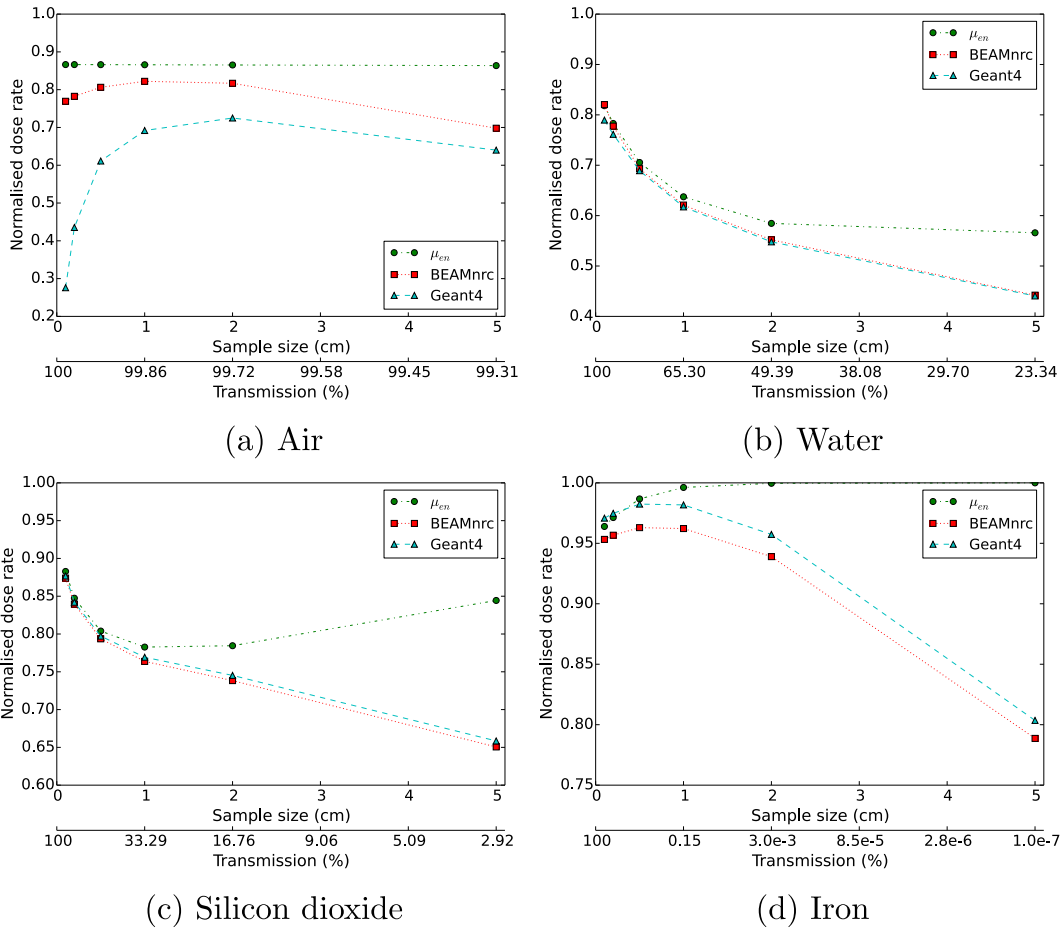 1.0
0.9
0.8
0.7
0.6
0.5
0.4
0.3
0.2
Normalised dose rate
μen
BEAMnrc
Geant4
0 1 2 3 4 5
Sample size (cm)
100 99.86 99.72 99.58 99.45 99.31
Transmission (%)
(a) Air
1.0
0.9
0.8
0.7
0.6
0.5
0.4
Normalised dose rate
μen
BEAMnrc
Geant4
0 1 2 3 4 5
Sample size (cm)
100 65.30 49.39 38.08 29.70 23.34
Transmission (%)
(b) Water
1.00
0.95
0.90
0.85
0.80
0.75
0.70
0.65
0.60
Normalised dose rate
μen
BEAMnrc
Geant4
0 1 2 3 4 5
Sample size (cm)
100 33.29 16.76 9.06 5.09 2.92
Transmission (%)
(c) Silicon dioxide
1.00
0.95
0.90
0.85
0.80
0.75
Normalised dose rate
μen
BEAMnrc
Geant4
0 1 2 3 4 5
Sample size (cm)
100 0.15 3.0e-3 8.5e-5 2.8e-6 1.0e-7
Transmission (%)
(d) Iron